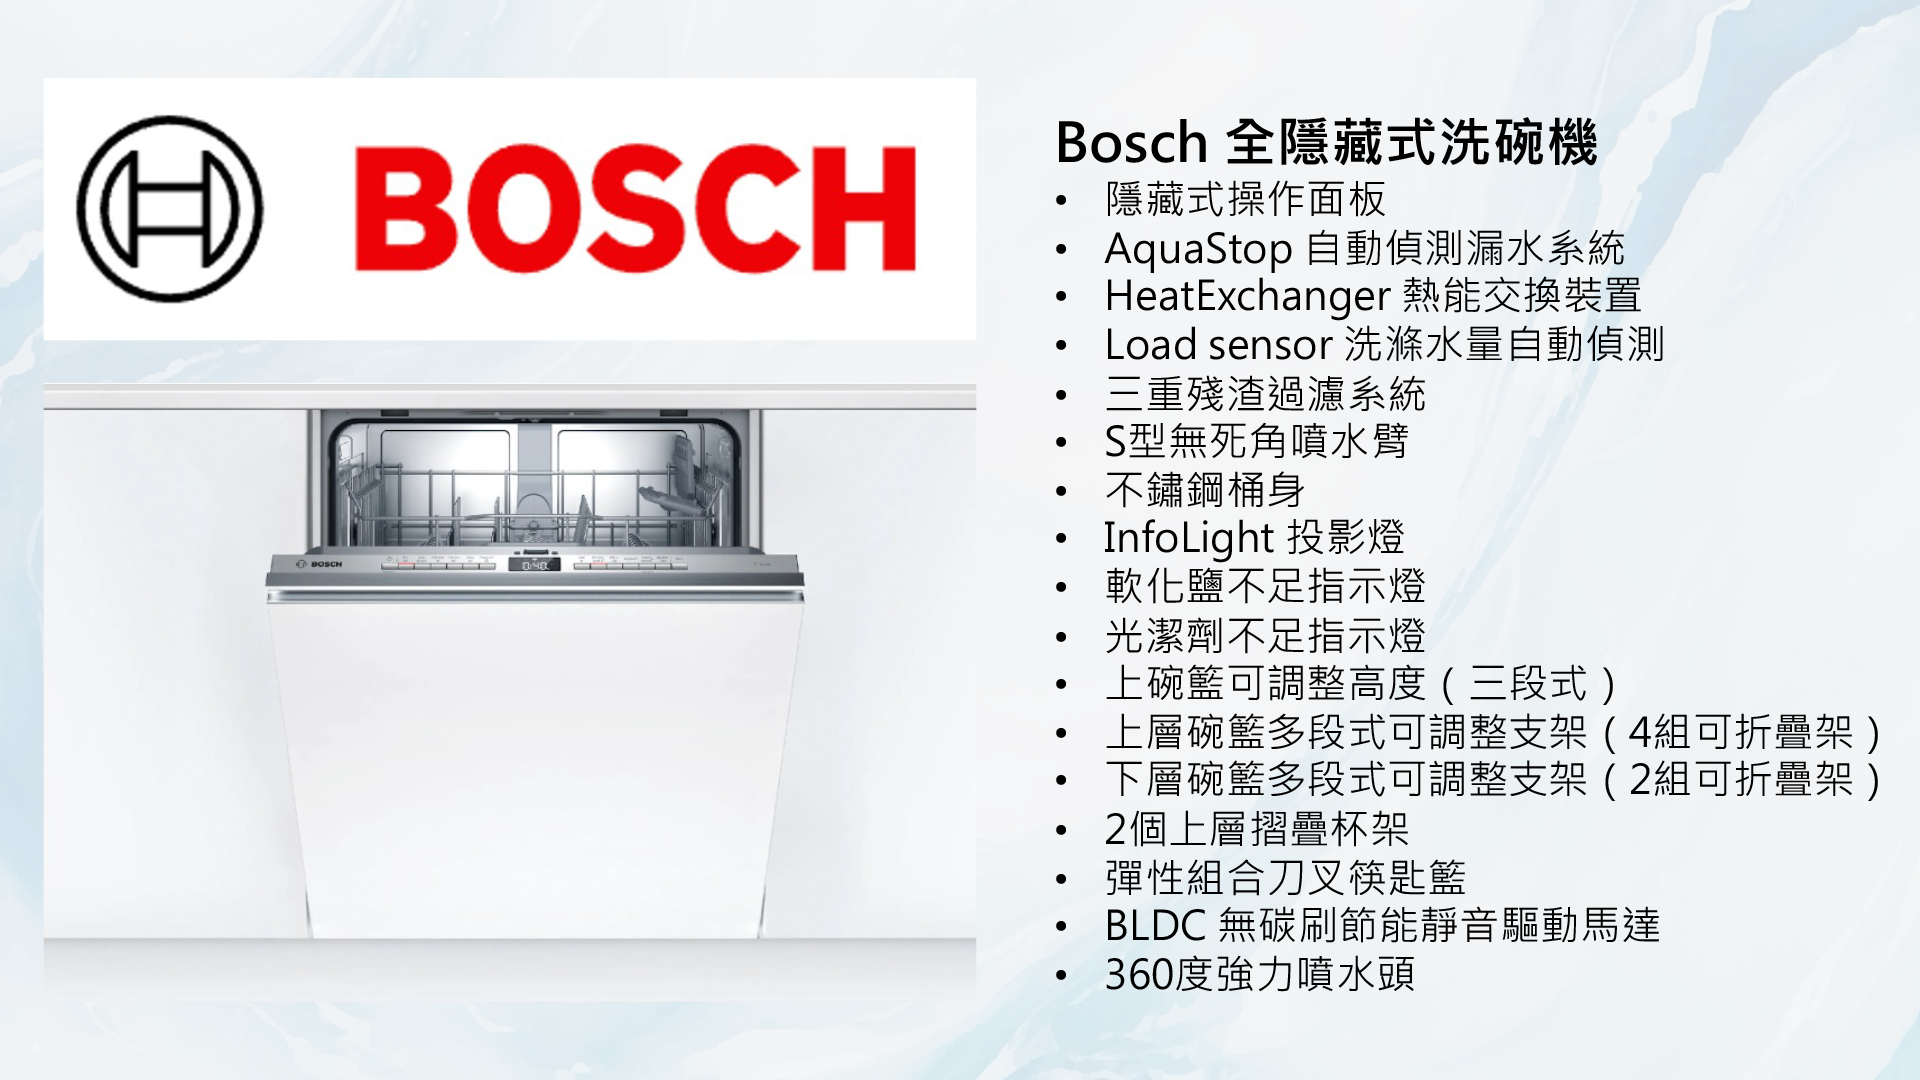 BOSCH
BOSCH
0:40
Bosch 全隱藏式洗碗機
• 隱藏式操作面板
• AquaStop 自動偵測漏水系統
• HeatExchanger 熱能交換裝置
• Load sensor 洗滌水量自動偵測
• 三重殘渣過濾系統
• S型無死角噴水臂
• 不鏽鋼桶身
• InfoLight 投影燈
• 軟化鹽不足指示燈
• 光潔劑不足指示燈
• 上碗籃可調整高度（三段式）
• 上層碗籃多段式可調整支架（4組可折疊架）
• 下層碗籃多段式可調整支架（2組可折疊架）
• 2個上層摺疊杯架
• 彈性組合刀叉筷匙籃
• BLDC 無碳刷節能靜音驅動馬達
• 360度強力噴水頭